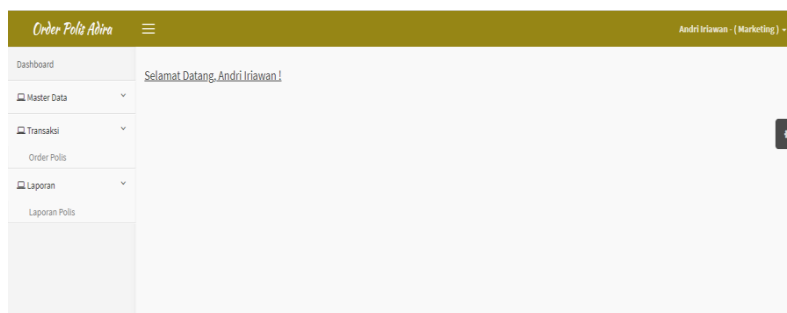 Order Polis Adira
Andri Iriawan - ( Marketing )
Dashboard
Selamat Datang, Andri Iriawan !
Master Data
Transaksi
Order Polis
Laporan
Laporan Polis